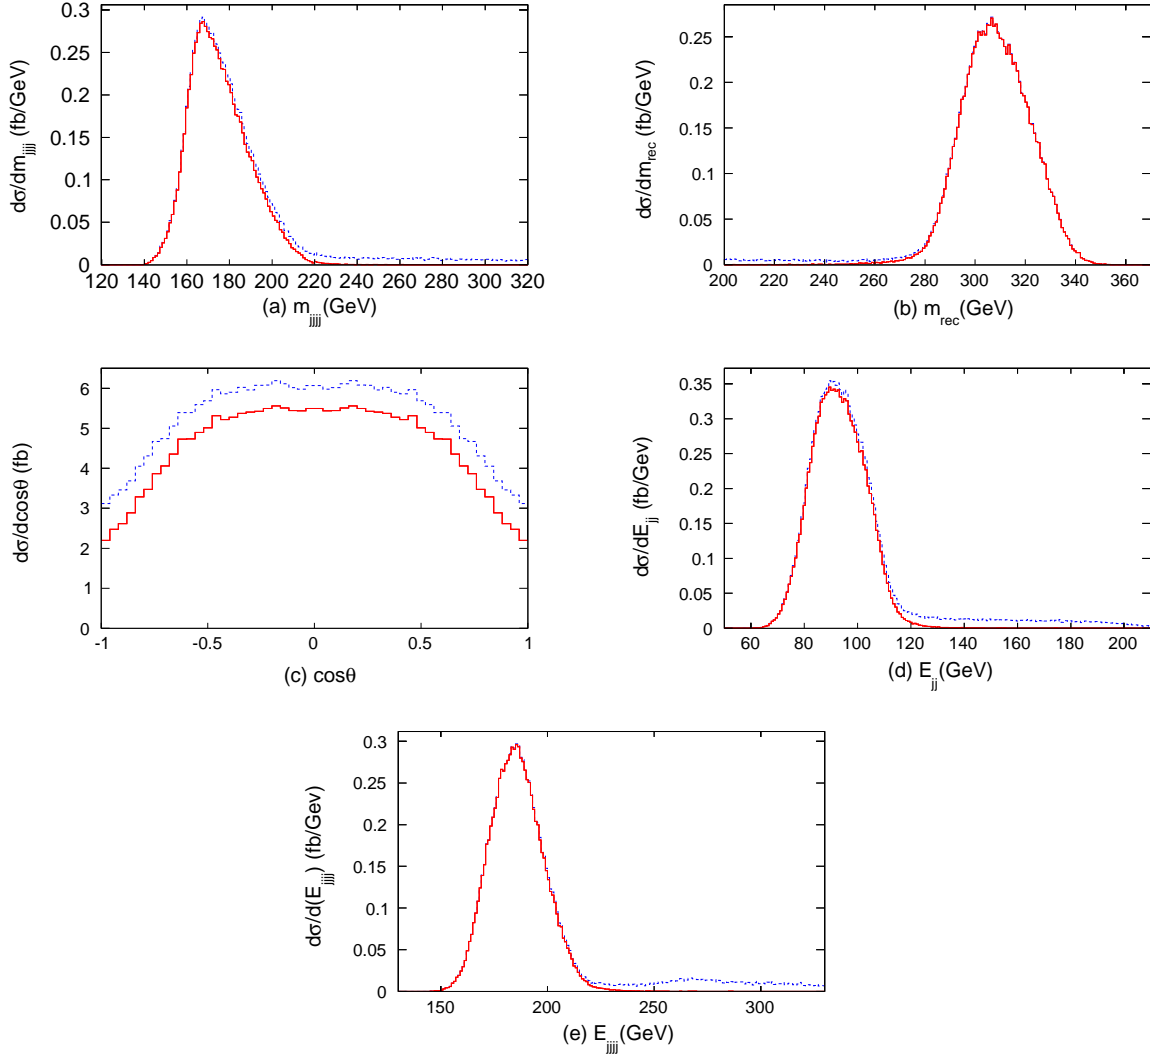 0.3
0.25
0.2
0.15
0.1
0.05
0
dσ/dm_jjjj (fb/GeV)
120 140 160 180 200 220 240 260 280 300 320
(a) m_jjjj(GeV)
0.25
0.2
0.15
0.1
0.05
0
dσ/dm_rec (fb/GeV)
200 220 240 260 280 300 320 340 360
(b) m_rec(GeV)
6
5
4
3
2
1
0
dσ/dcosθ (fb)
-1 -0.5 0 0.5 1
(c) cosθ
0.35
0.3
0.25
0.2
0.15
0.1
0.05
0
dσ/dE_jj (fb/Gev)
60 80 100 120 140 160 180 200
(d) E_jj(GeV)
0.3
0.25
0.2
0.15
0.1
0.05
0
dσ/d(E_jjjj) (fb/Gev)
150 200 250 300
(e) E_jjjj(GeV)